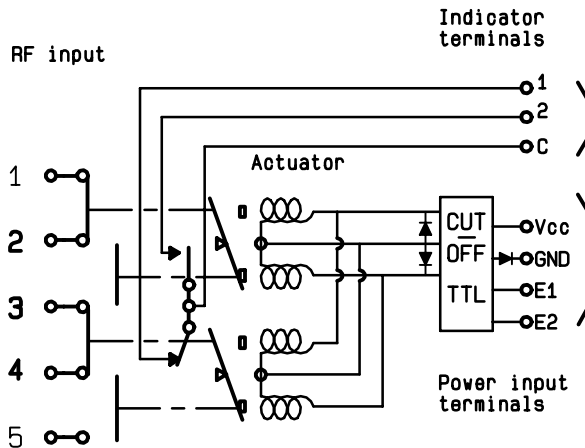 Indicator
terminals
RF input
1
2
C
Actuator
1
2
3
4
5
CUT
OFF
TTL
Vcc
GND
E1
E2
Power input
terminals